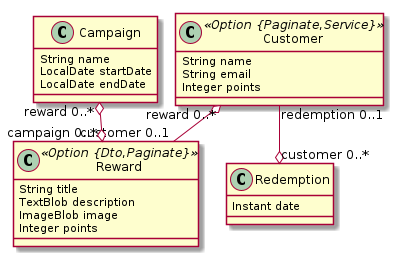 C Campaign
String name
LocalDate startDate
LocalDate endDate
C «Option {Paginate,Service}»
Customer
String name
String email
Integer points
reward 0..*
reward 0..*
redemption 0..1
campaign 0..*
customer 0..1
customer 0..*
C «Option {Dto,Paginate}»
Reward
String title
TextBlob description
ImageBlob image
Integer points
C Redemption
Instant date